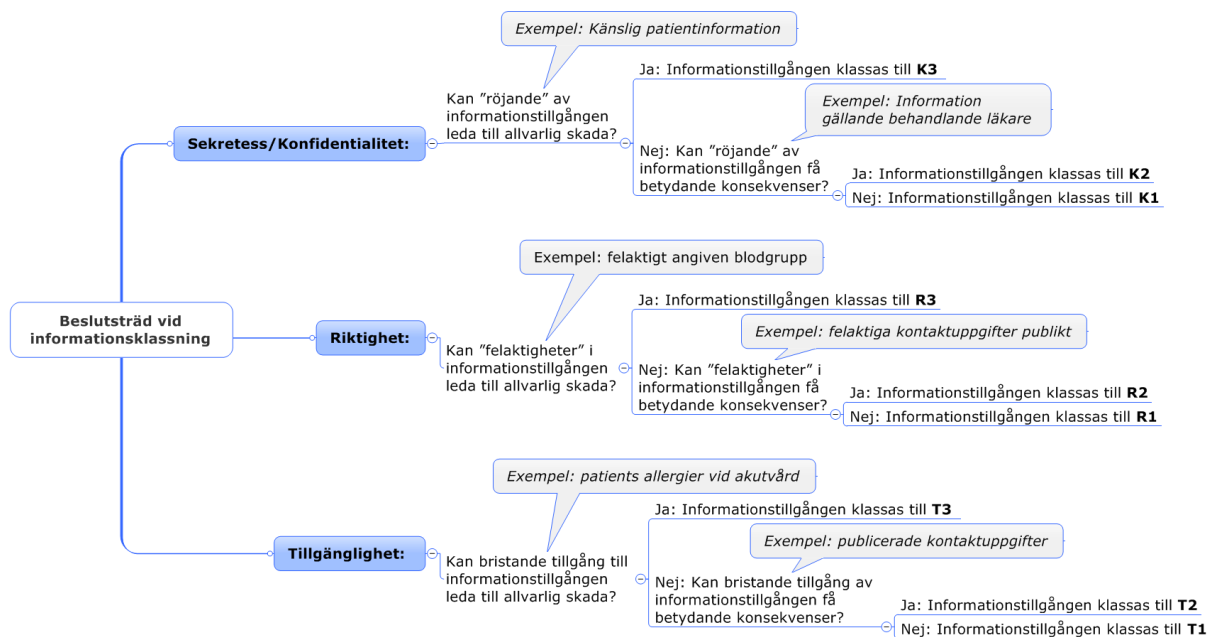 Beslutsträd vid
informationsklassning
Sekretess/Konfidentialitet:
Exempel: Känslig patientinformation
Kan ”röjande” av
informationstillgången
leda till allvarlig skada?
Ja: Informationstillgången klassas till K3
Exempel: Information
gällande behandlande läkare
Nej: Kan ”röjande” av
informationstillgången få
betydande konsekvenser?
Ja: Informationstillgången klassas till K2
Nej: Informationstillgången klassas till K1
Riktighet:
Exempel: felaktigt angiven blodgrupp
Kan ”felaktigheter” i
informationstillgången
leda till allvarlig skada?
Ja: Informationstillgången klassas till R3
Exempel: felaktiga kontaktuppgifter publikt
Nej: Kan ”felaktigheter” i
informationstillgången få
betydande konsekvenser?
Ja: Informationstillgången klassas till R2
Nej: Informationstillgången klassas till R1
Tillgänglighet:
Exempel: patients allergier vid akutvård
Kan bristande tillgång till
informationstillgången
leda till allvarlig skada?
Ja: Informationstillgången klassas till T3
Exempel: publicerade kontaktuppgifter
Nej: Kan bristande tillgång av
informationstillgången få
betydande konsekvenser?
Ja: Informationstillgången klassas till T2
Nej: Informationstillgången klassas till T1